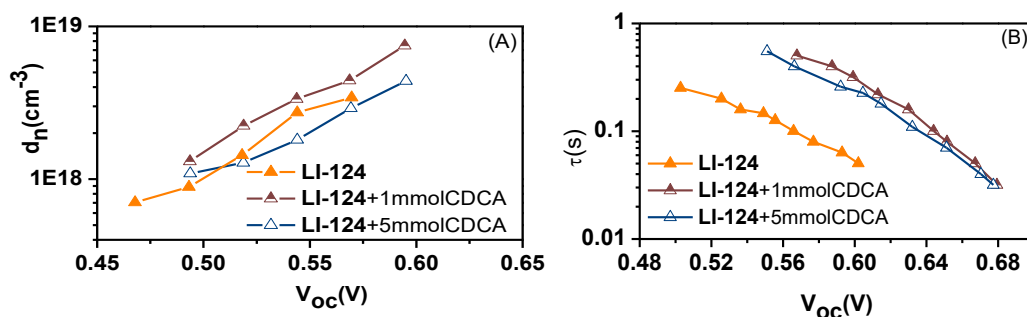 (A)
1E19
1E18
dn(cm-3)
LI-124
LI-124+1mmolCDCA
LI-124+5mmolCDCA
0.45 0.50 0.55 0.60 0.65
Voc(V)
(B)
1
0.1
0.01
τ(s)
LI-124
LI-124+1mmolCDCA
LI-124+5mmolCDCA
0.48 0.52 0.56 0.60 0.64 0.68
Voc(V)